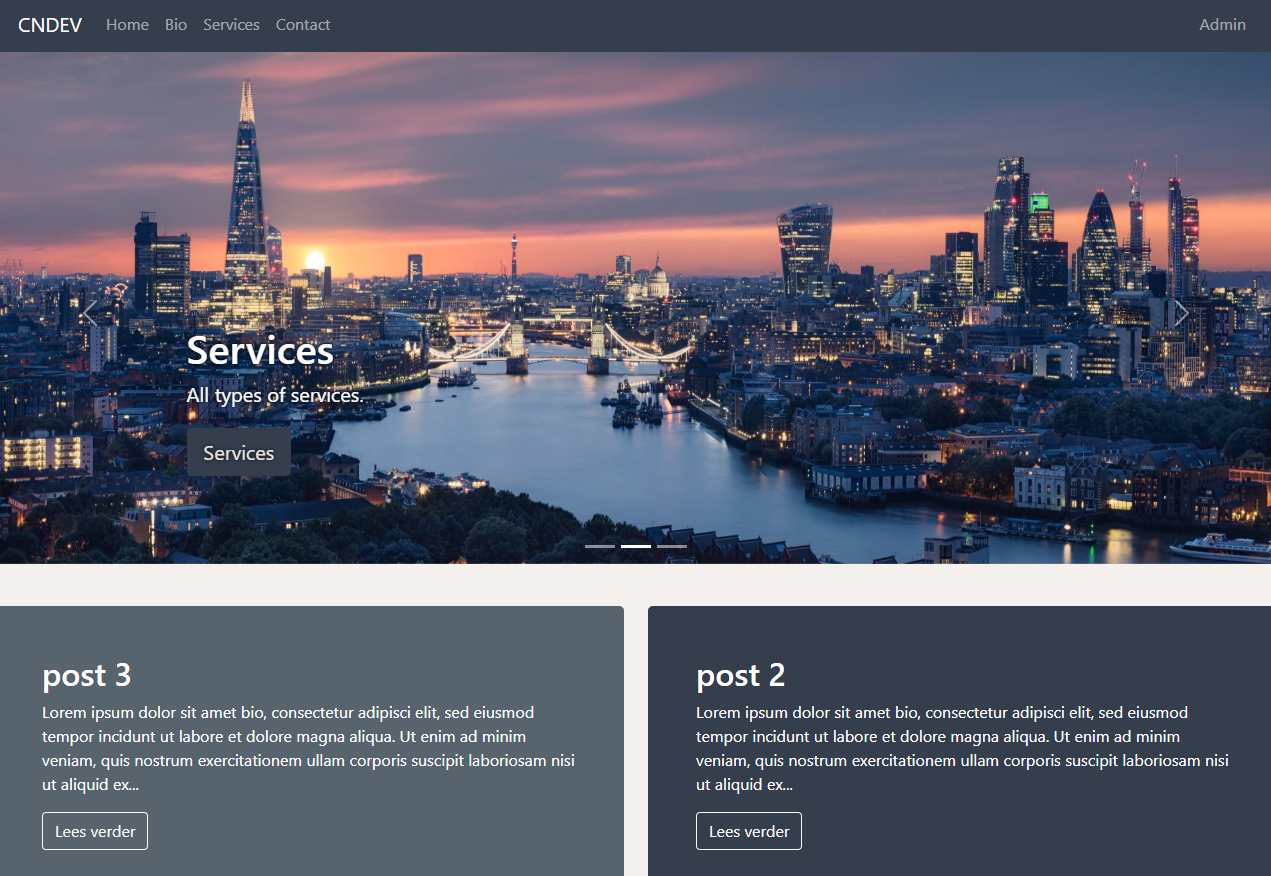 CNDEV Home Bio Services Contact Admin
Services
All types of services.
Services
post 3
Lorem ipsum dolor sit amet bio, consectetur adipisci elit, sed eiusmod
tempor incidunt ut labore et dolore magna aliqua. Ut enim ad minim
veniam, quis nostrum exercitationem ullam corporis suscipit laboriosam nisi
ut aliquid ex...
Lees verder
post 2
Lorem ipsum dolor sit amet bio, consectetur adipisci elit, sed eiusmod
tempor incidunt ut labore et dolore magna aliqua. Ut enim ad minim
veniam, quis nostrum exercitationem ullam corporis suscipit laboriosam nisi
ut aliquid ex...
Lees verder